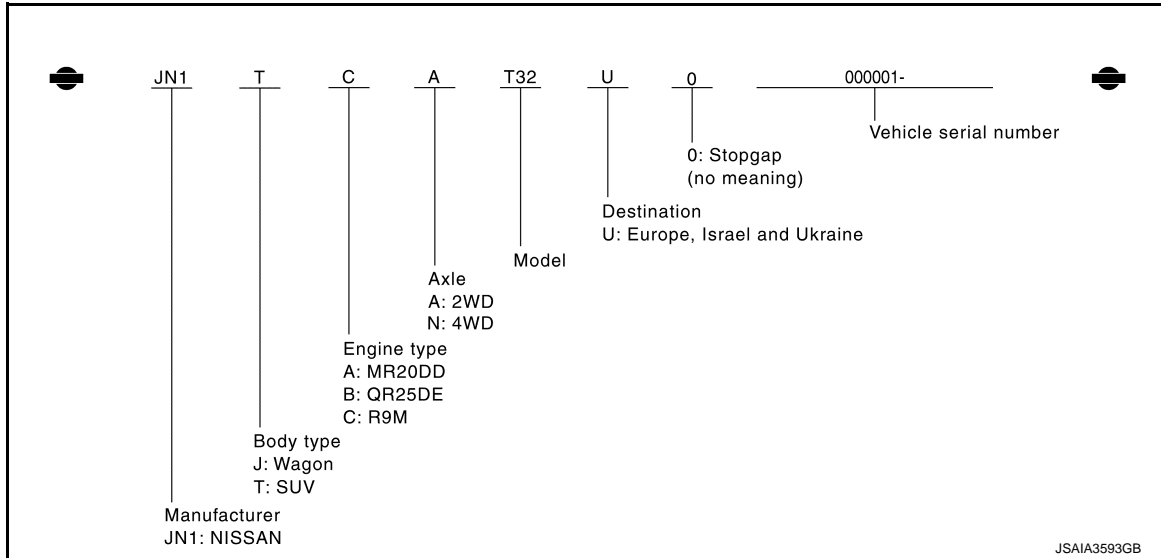 JN1 T C A T32 U 0 000001-
Vehicle serial number
0: Stopgap
(no meaning)
Destination
U: Europe, Israel and Ukraine
Model
Axle
A: 2WD
N: 4WD
Engine type
A: MR20DD
B: QR25DE
C: R9M
Body type
J: Wagon
T: SUV
Manufacturer
JN1: NISSAN
JSAIA3593GB